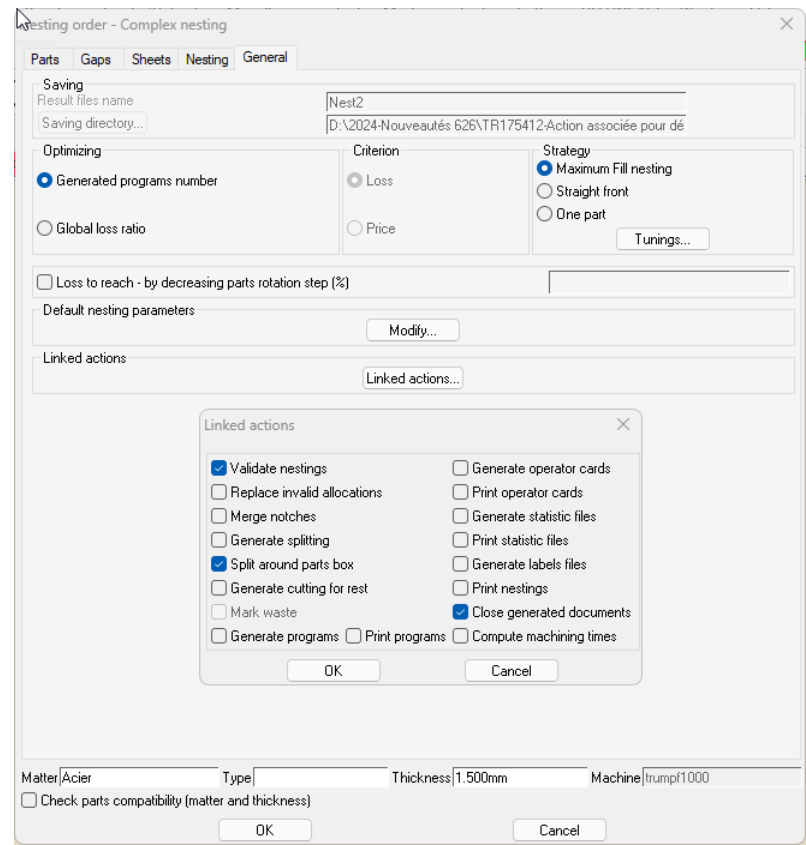 Nesting order - Complex nesting
Parts Gaps Sheets Nesting General
Saving
Result files name Nest2
Saving directory... D:\2024-Nouveautés 626\TR175412-Action associée pour dé
Optimizing Criterion Strategy
Generated programs number Loss Maximum Fill nesting
Straight front
Global loss ratio Price One part
Tunings...
Loss to reach - by decreasing parts rotation step (%)
Default nesting parameters
Modify...
Linked actions
Linked actions...
Linked actions
Validate nestings Generate operator cards
Replace invalid allocations Print operator cards
Merge notches Generate statistic files
Generate splitting Print statistic files
Split around parts box Generate labels files
Generate cutting for rest Print nestings
Mark waste Close generated documents
Generate programs Print programs Compute machining times
OK Cancel
Matter Acier Type Thickness 1.500mm Machine trumpf1000
Check parts compatibility (matter and thickness)
OK Cancel